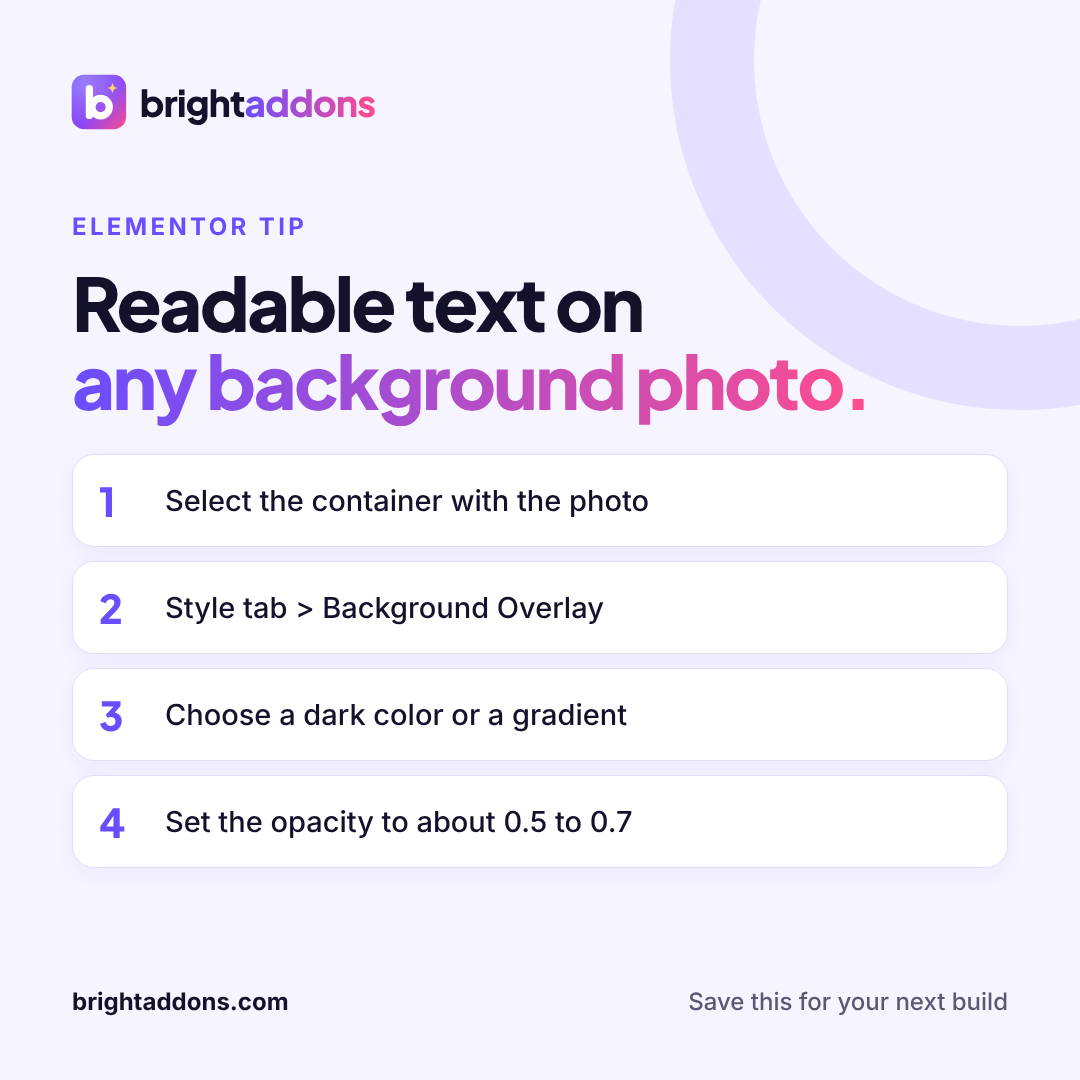 brightaddons
ELEMENTOR TIP
Readable text on
any background photo.
1 Select the container with the photo
2 Style tab > Background Overlay
3 Choose a dark color or a gradient
4 Set the opacity to about 0.5 to 0.7
brightaddons.com
Save this for your next build